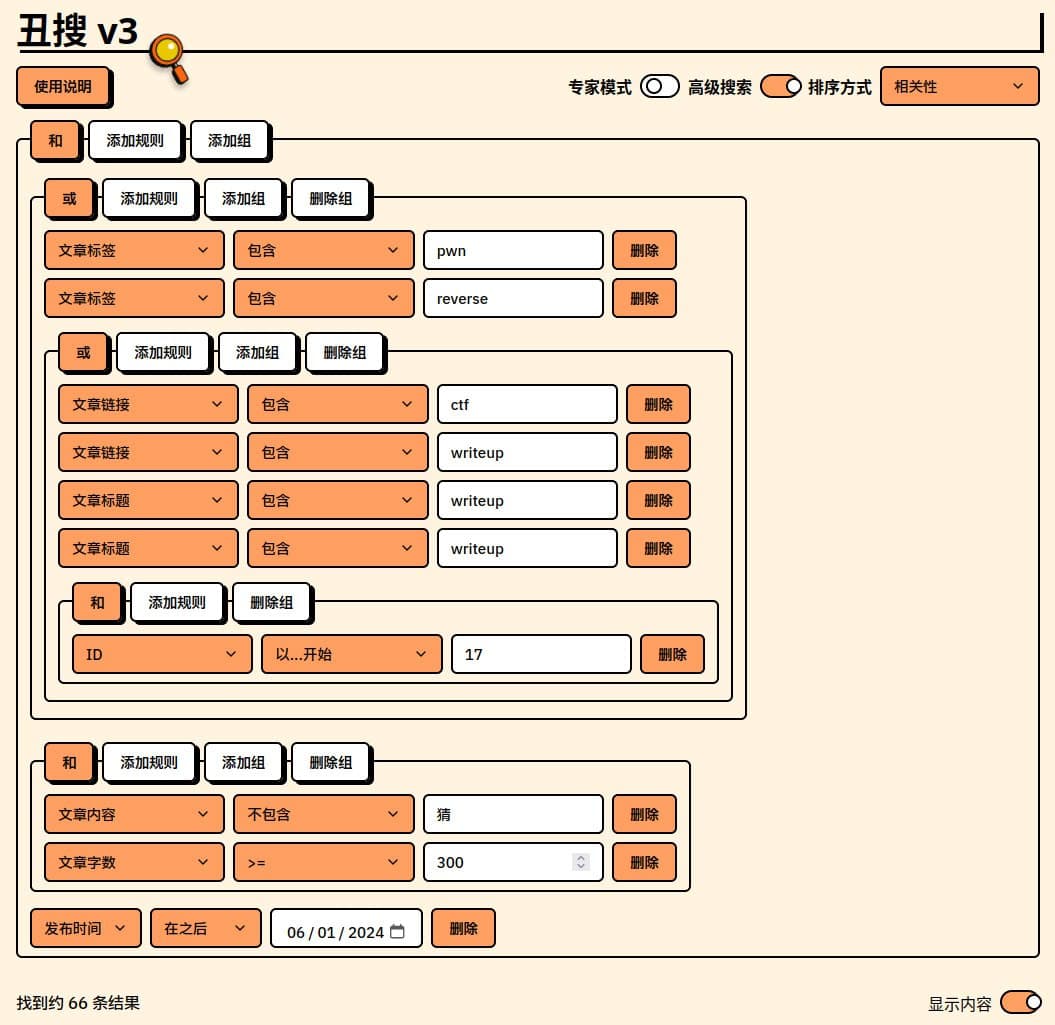 丑搜 v3
使用说明 专家模式 高级搜索 排序方式 相关性
和 添加规则 添加组
或 添加规则 添加组 删除组
文章标签 包含 pwn 删除
文章标签 包含 reverse 删除
或 添加规则 添加组 删除组
文章链接 包含 ctf 删除
文章链接 包含 writeup 删除
文章标题 包含 writeup 删除
文章标题 包含 writeup 删除
和 添加规则 删除组
ID 以...开始 17 删除
和 添加规则 添加组 删除组
文章内容 不包含 猜 删除
文章字数 >= 300 删除
发布时间 在之后 06 / 01 / 2024 删除
找到约 66 条结果 显示内容